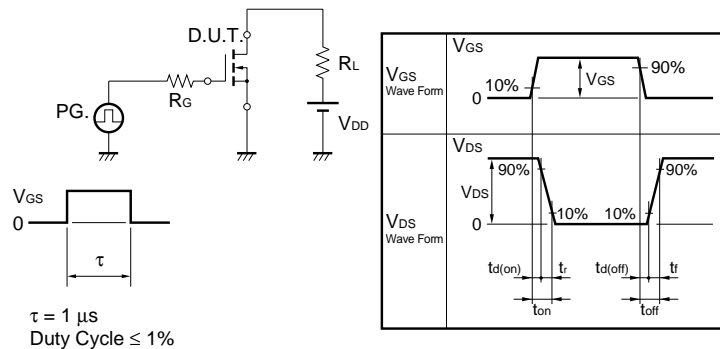 D.U.T.
RL
RG
PG.
VDD
VGS
0
τ
τ = 1 μs
Duty Cycle ≤ 1%
VGS
Wave Form
VGS
10%
0
VGS
90%
VDS
Wave Form
VDS
90%
VDS
0
10%
10%
90%
td(on)
tr
td(off)
tf
ton
toff